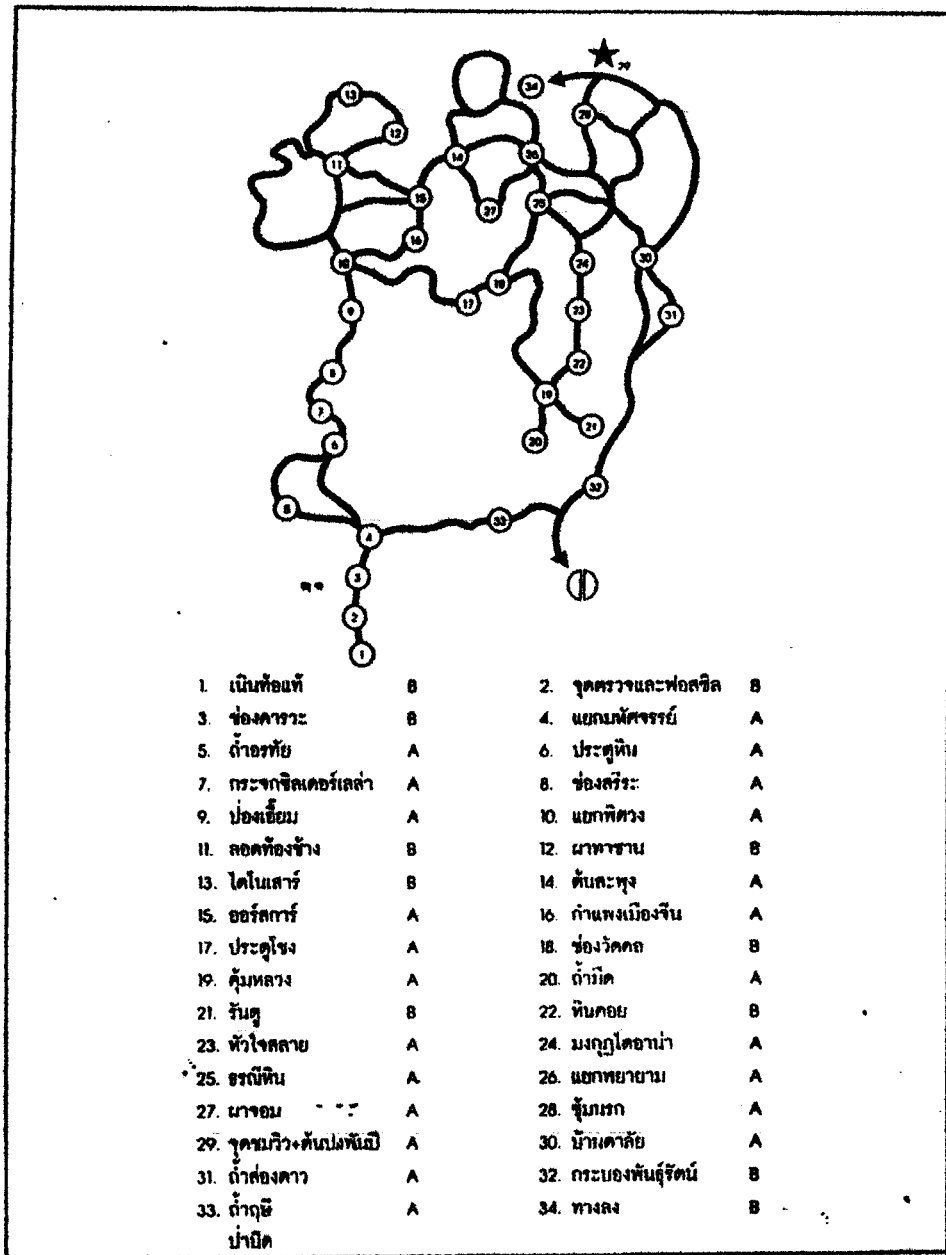 1. เนินท้อแท้ B 2. จุดตรวจและฟอสซิล B
3. ช่องคารวะ B 4. แยกมหัศจรรย์ A
5. ถ้ำอรทัย A 6. ประตูหิน A
7. กระจกซิลเดอร์เลล่า A 8. ช่องสรีระ A
9. ป่องเอี๊ยม A 10. แยกพิศวง A
11. ลอดท้องช้าง B 12. ผาทาซาน B
13. ไดโนเสาร์ B 14. ต้นสะพุง A
15. ออร์สการ์ A 16. กำแพงเมืองจีน A
17. ประตูโขง A 18. ช่องวัดใจ B
19. คุ้มหลวง A 20. ถ้ำมืด A
21. รันตู B 22. หินคอย B
23. หัวใจสลาย A 24. มงกุฎไดอาน่า A
25. ธรณีหิน A 26. แยกพยายาม A
27. ผาจอม A 28. ซุ้มนรก A
29. จุดชมวิว+ต้นปงพันปี A 30. บ้านตาลัย A
31. ถ้ำส่องดาว A 32. กระบองพันธุ์รัตน์ B
33. ถ้ำฤษี A 34. ทางลง B
ป่าปิด